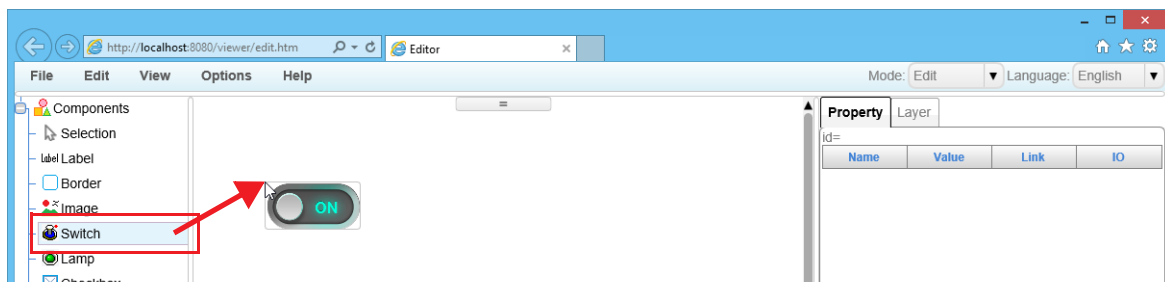 http://localhost:8080/viewer/edit.htm
Editor
File Edit View Options Help
Mode: Edit Language: English
Components
Selection
Label Label
Border
Image
Switch
Lamp
Checkbox
ON
Property Layer
id=
Name Value Link IO